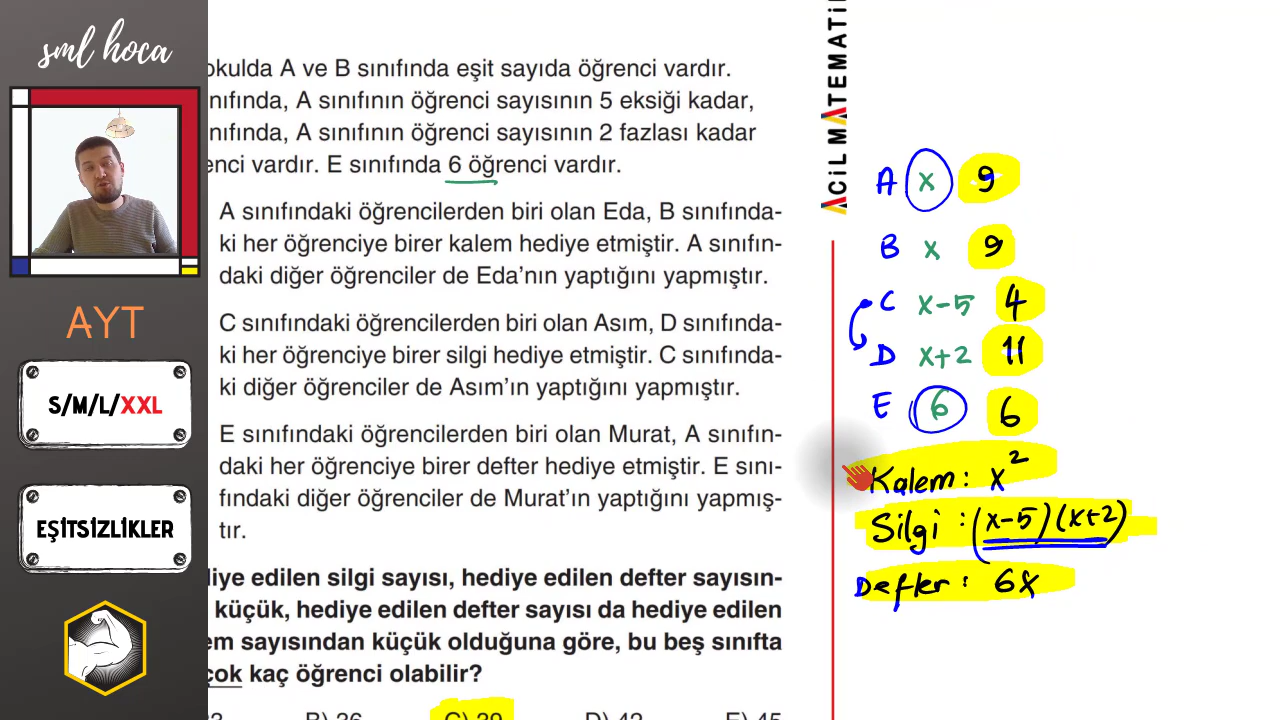 sml hoca
AYT
S/M/L/XXL
EŞİTSİZLİKLER
okulda A ve B sınıfında eşit sayıda öğrenci vardır.
nıfında, A sınıfının öğrenci sayısının 5 eksiği kadar,
nıfında, A sınıfının öğrenci sayısının 2 fazlası kadar
enci vardır. E sınıfında 6 öğrenci vardır.
A sınıfındaki öğrencilerden biri olan Eda, B sınıfında-
ki her öğrenciye birer kalem hediye etmiştir. A sınıfın-
daki diğer öğrenciler de Eda'nın yaptığını yapmıştır.
C sınıfındaki öğrencilerden biri olan Asım, D sınıfında-
ki her öğrenciye birer silgi hediye etmiştir. C sınıfında-
ki diğer öğrenciler de Asım'ın yaptığını yapmıştır.
E sınıfındaki öğrencilerden biri olan Murat, A sınıfın-
daki her öğrenciye birer defter hediye etmiştir. E sını-
fındaki diğer öğrenciler de Murat'ın yaptığını yapmış-
tır.
diye edilen silgi sayısı, hediye edilen defter sayısın-
küçük, hediye edilen defter sayısı da hediye edilen
em sayısından küçük olduğuna göre, bu beş sınıfta
çok kaç öğrenci olabilir?
33 B) 36 C) 39 D) 42 E) 45
ACİL MATEMATİ
A x 9
B x 9
C x-5 4
D x+2 11
E 6 6
Kalem: x²
Silgi : (x-5)(x+2)
Defter: 6x